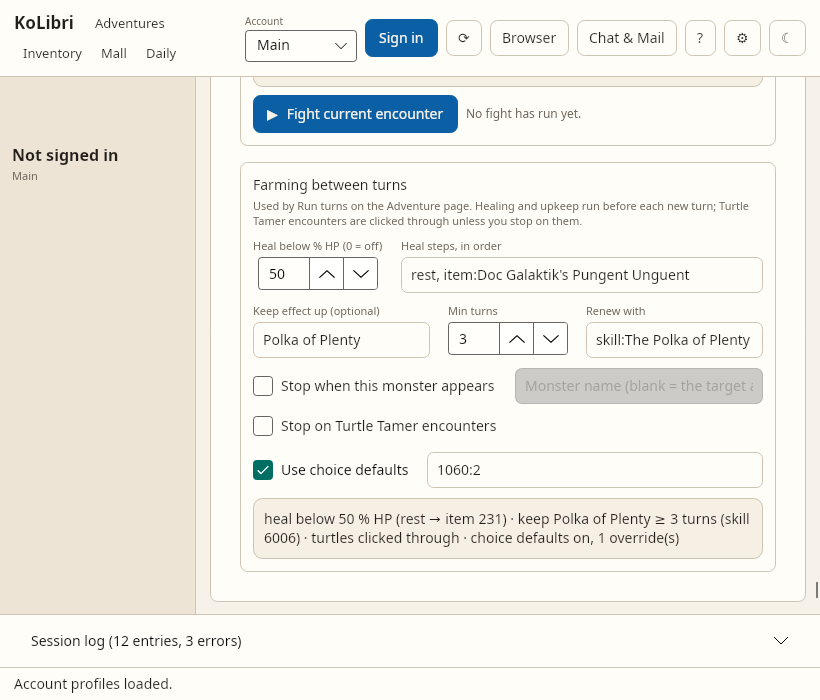 KoLibri
Adventures
Inventory
Mall
Daily
Account
Main
Sign in
Browser
Chat & Mail
?
Not signed in
Main
Fight current encounter
No fight has run yet.
Farming between turns
Used by Run turns on the Adventure page. Healing and upkeep run before each new turn; Turtle
Tamer encounters are clicked through unless you stop on them.
Heal below % HP (0 = off)
Heal steps, in order
50
rest, item:Doc Galaktik's Pungent Unguent
Keep effect up (optional)
Min turns
Renew with
Polka of Plenty
3
skill:The Polka of Plenty
Stop when this monster appears
Monster name (blank = the target
Stop on Turtle Tamer encounters
Use choice defaults
1060:2
heal below 50 % HP (rest → item 231) · keep Polka of Plenty ≥ 3 turns (skill
6006) · turtles clicked through · choice defaults on, 1 override(s)
Session log (12 entries, 3 errors)
Account profiles loaded.